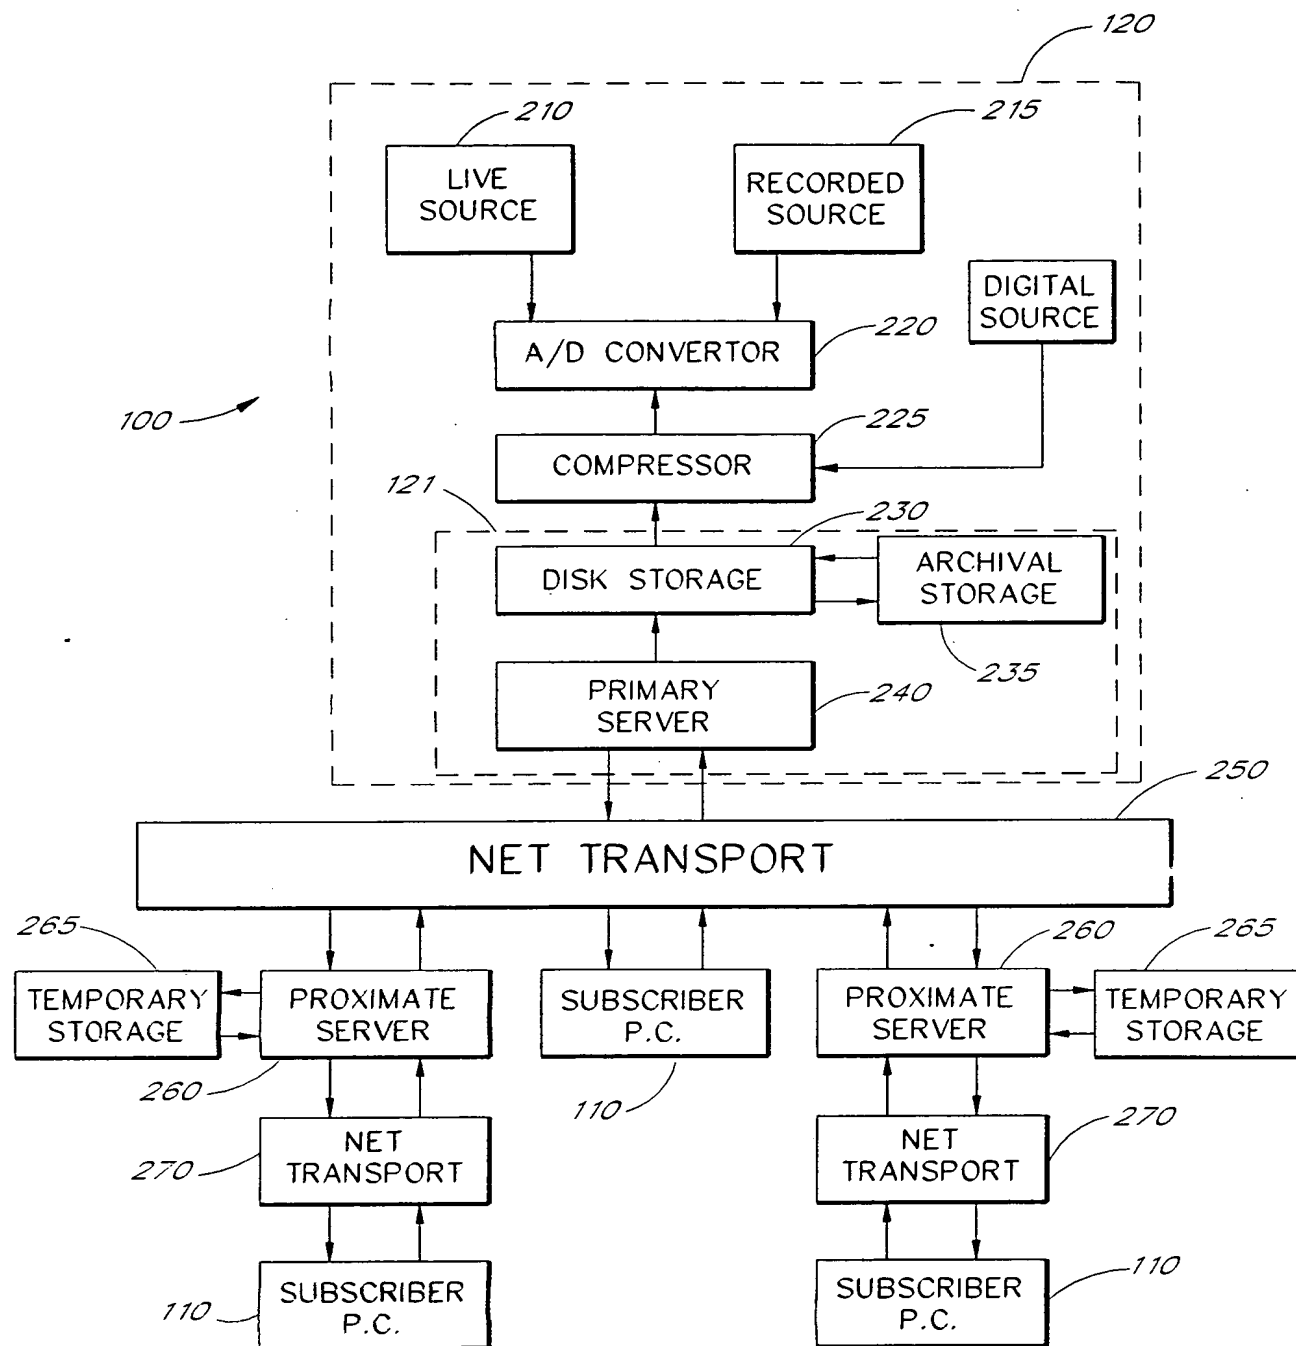 120
210
215
LIVE
SOURCE
RECORDED
SOURCE
DIGITAL
SOURCE
A/D CONVERTOR
220
100
225
COMPRESSOR
121
230
DISK STORAGE
ARCHIVAL
STORAGE
235
PRIMARY
SERVER
240
250
NET TRANSPORT
265
260
265
TEMPORARY
STORAGE
PROXIMATE
SERVER
SUBSCRIBER
P.C.
PROXIMATE
SERVER
TEMPORARY
STORAGE
260
110
270
NET
TRANSPORT
NET
TRANSPORT
270
110
SUBSCRIBER
P.C.
SUBSCRIBER
P.C.
110